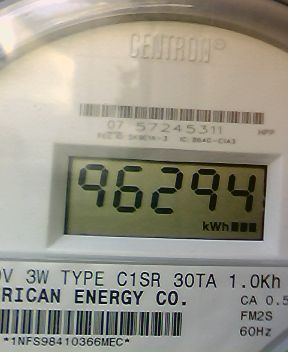 CENTRON
07 57245311
HPP
96294
kWh
V 3W TYPE C1SR 30TA 1.0Kh
RICAN ENERGY CO.
CA 0.5
FM2S
60Hz
*1NFS98410366MEC*